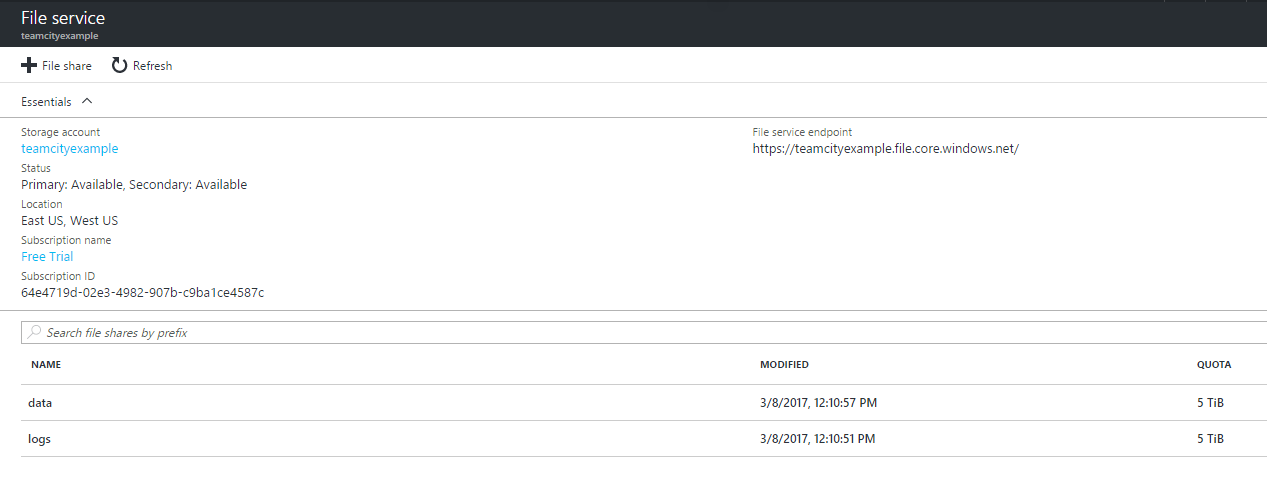 File service
teamcityexample
File share Refresh
Essentials
Storage account
teamcityexample
Status
Primary: Available, Secondary: Available
Location
East US, West US
Subscription name
Free Trial
Subscription ID
64e4719d-02e3-4982-907b-c9ba1ce4587c
File service endpoint
https://teamcityexample.file.core.windows.net/
Search file shares by prefix
NAME MODIFIED QUOTA
data 3/8/2017, 12:10:57 PM 5 TiB
logs 3/8/2017, 12:10:51 PM 5 TiB